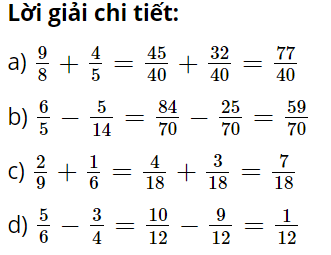 Lời giải chi tiết:
a) 9/8 + 4/5 = 45/40 + 32/40 = 77/40
b) 6/5 − 5/14 = 84/70 − 25/70 = 59/70
c) 2/9 + 1/6 = 4/18 + 3/18 = 7/18
d) 5/6 − 3/4 = 10/12 − 9/12 = 1/12